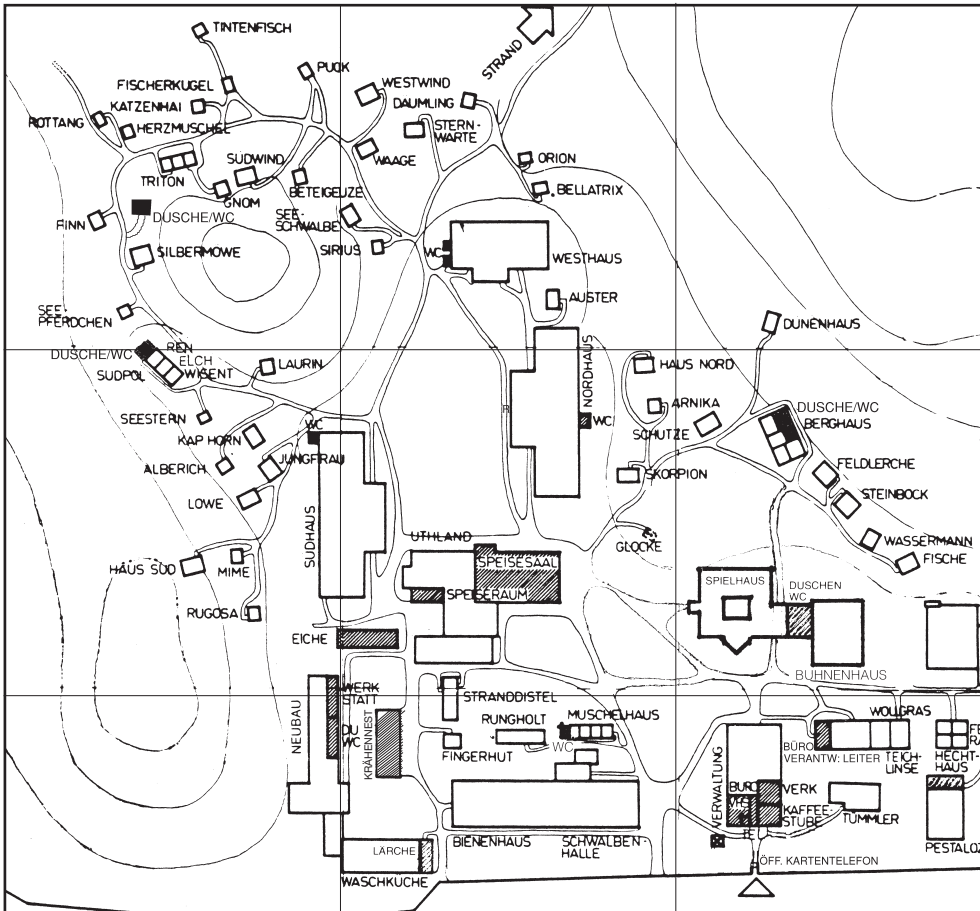 TINTENFISCH
STRAND
PUCK
FISCHERKUGEL
WESTWIND
DAUMLING
KATZENHAI
ROTTANG
HERZMUSCHEL
STERN-
WARTE
SUDWIND
WAAGE
ORION
TRITON
BETEIGEUZE
BELLATRIX
GNOM
DUSCHE/WC
SEE-
SCHWALBE
FINN
SIRIUS
WC
WESTHAUS
SILBERMOWE
AUSTER
SEE
PFERDCHEN
DUNENHAUS
DUSCHE/WC
REN
ELCH
WISENT
SUDPOL
LAURIN
NORDHAUS
HAUS NORD
R
ARNIKA
DUSCHE/WC
BERGHAUS
SEESTERN
WC
WC
SCHUTZE
KAP HORN
ALBERICH
JUNGFRAU
SKORPION
FELDLERCHE
LOWE
STEINBOCK
SUDHAUS
UTHLAND
GLOCKE
WASSERMANN
FISCHE
HAUS SUD
MIME
SPEISESAAL
SPEISERAUM
SPIELHAUS
DUSCHEN
WC
RUGOSA
EICHE
BUHNENHAUS
WERK
STATT
STRANDDISTEL
NEUBAU
DU
WC
KRÄHENNEST
RUNGHOLT
MUSCHELHAUS
WC
WOLLGRAS
FINGERHUT
BÜRO
VERANTW: LEITER
TEICH-
LINSE
HECHT-
HAUS
FE
RA
VERWALTUNG
BURO
VERK
KAFFEE-
STUBE
TÜMMLER
BIENENHAUS
SCHWALBEN-
HALLE
PESTALOZ
LÄRCHE
WASCHKÜCHE
ÖFF. KARTENTELEFON